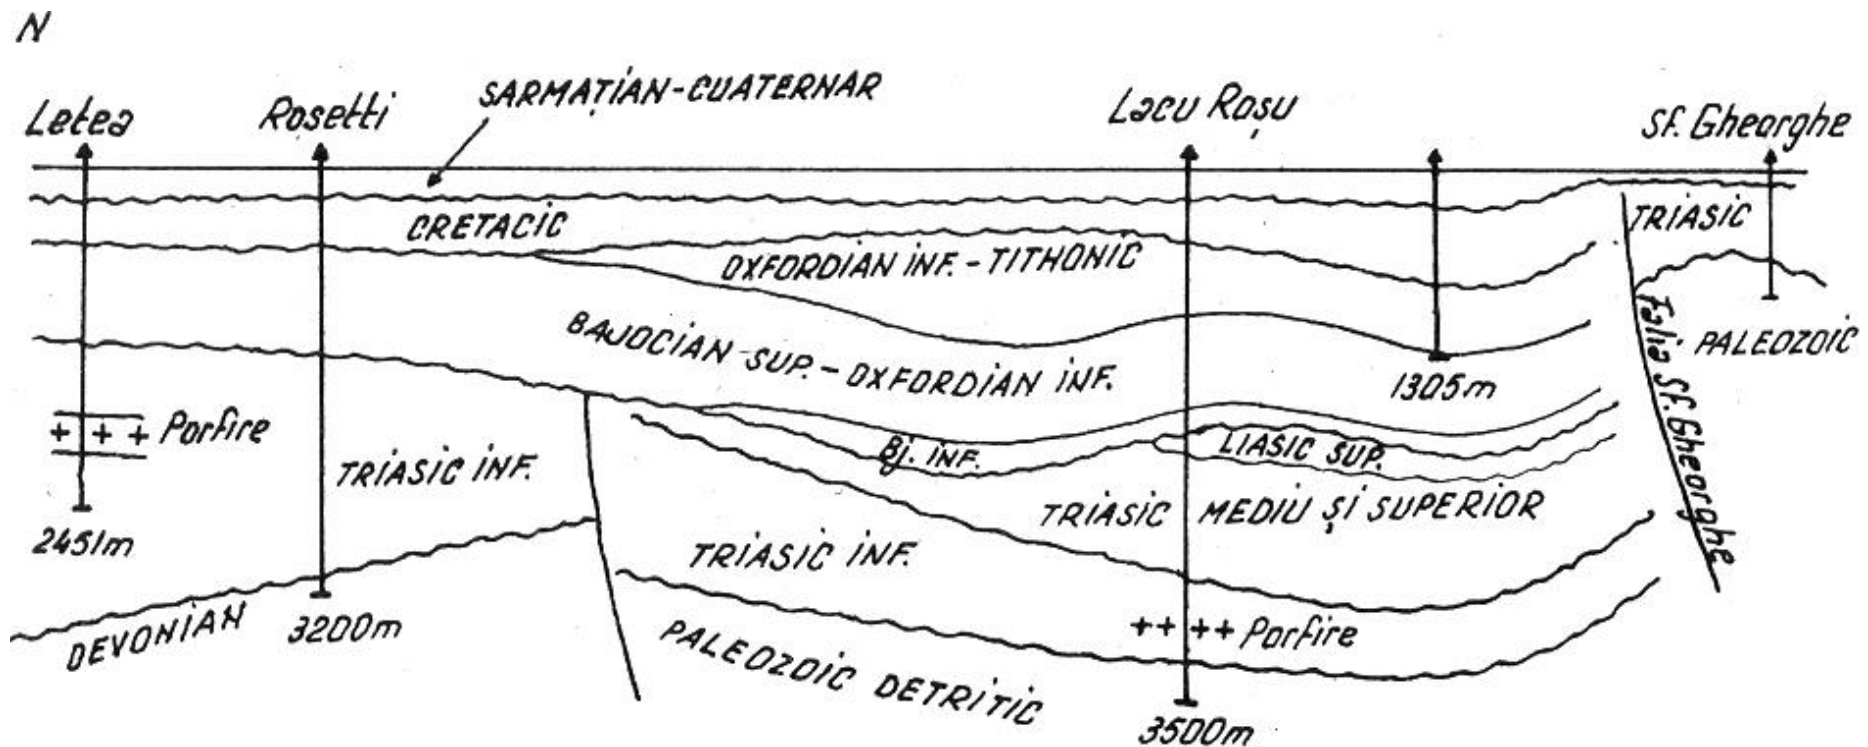 N
SARMAȚIAN-CUATERNAR
Letea
Rosetti
Lacu Roșu
Sf. Gheorghe
CRETACIC
TRIASIC
OXFORDIAN INF.-TITHONIC
BAJOCIAN SUP.-OXFORDIAN INF.
PALEOZOIC
1305m
Falia Sf. Gheorghe
+ + + Porfire
Bj. INF.
LIASIC SUP.
TRIASIC INF.
TRIASIC MEDIU ȘI SUPERIOR
2451m
TRIASIC INF.
DEVONIAN
3200m
++++ Porfire
PALEOZOIC DETRITIC
3500m